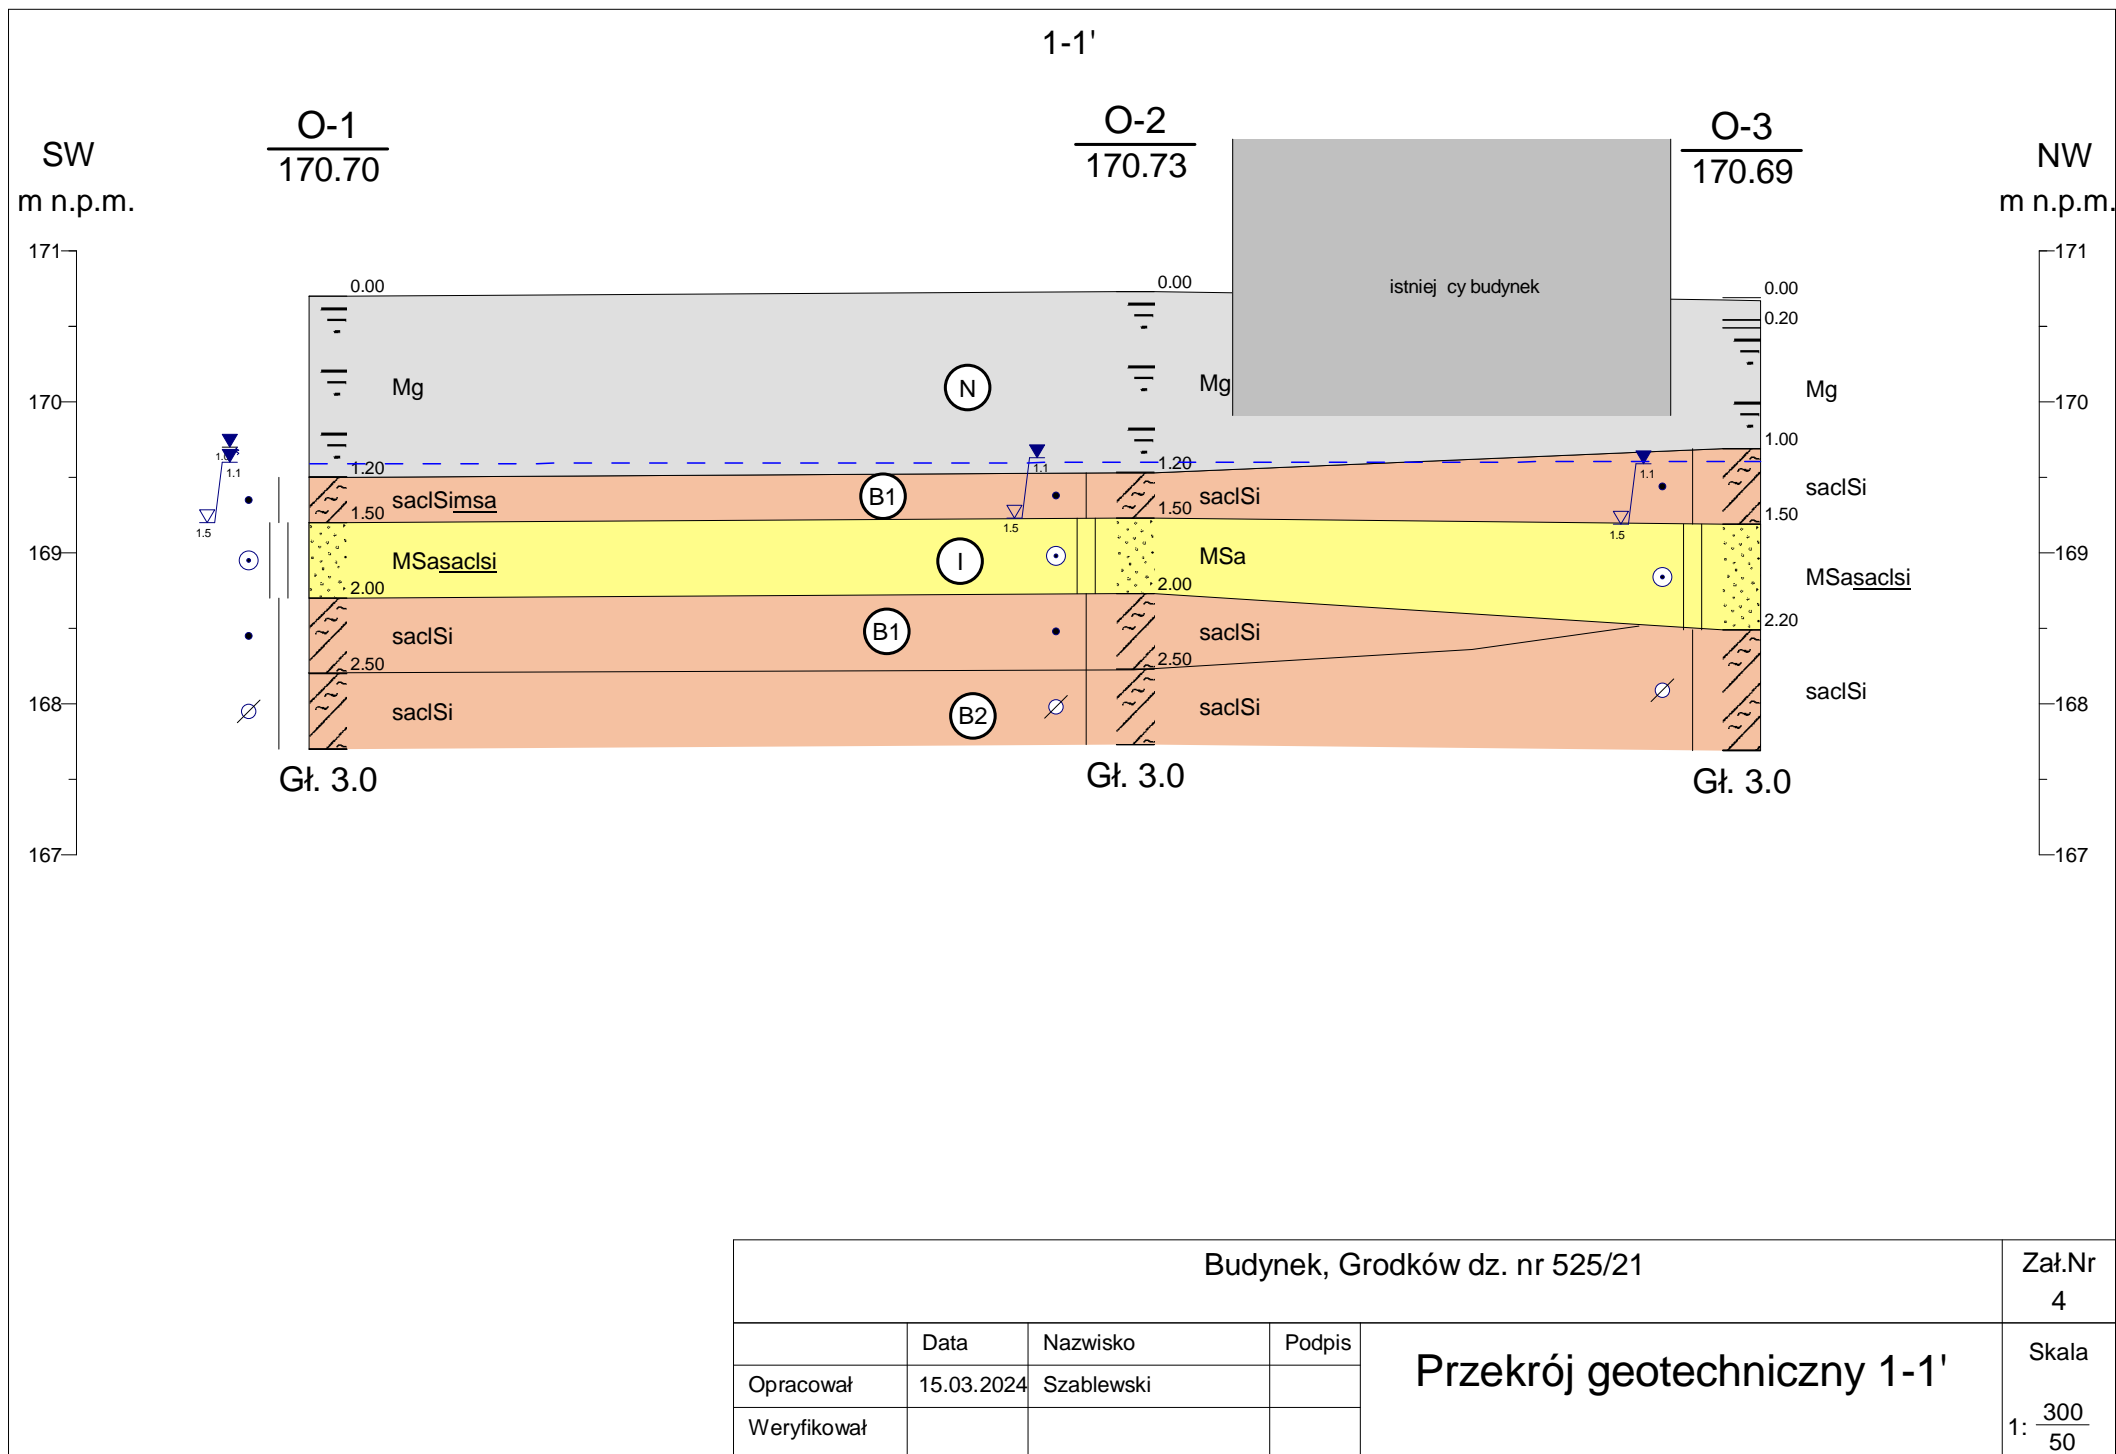 1-1'
O-1
170.70
O-2
170.73
O-3
170.69
SW
m n.p.m.
NW
m n.p.m.
171
170
169
168
167
171
170
169
168
167
istniej cy budynek
0.00
1.20
1.50
2.00
2.50
Mg
saclSimsa
MSasaclsi
saclSi
saclSi
1.1
1.5
Gł. 3.0
N
B1
I
B1
B2
0.00
1.20
1.50
2.00
2.50
Mg
saclSi
MSa
saclSi
saclSi
1.1
1.5
Gł. 3.0
0.00
0.20
1.00
1.50
2.20
Mg
saclSi
MSasaclsi
saclSi
1.1
1.5
Gł. 3.0
Budynek, Grodków dz. nr 525/21
Zał.Nr
4
Data Nazwisko Podpis
Opracował 15.03.2024 Szablewski
Weryfikował
Przekrój geotechniczny 1-1'
Skala
1: 300
50